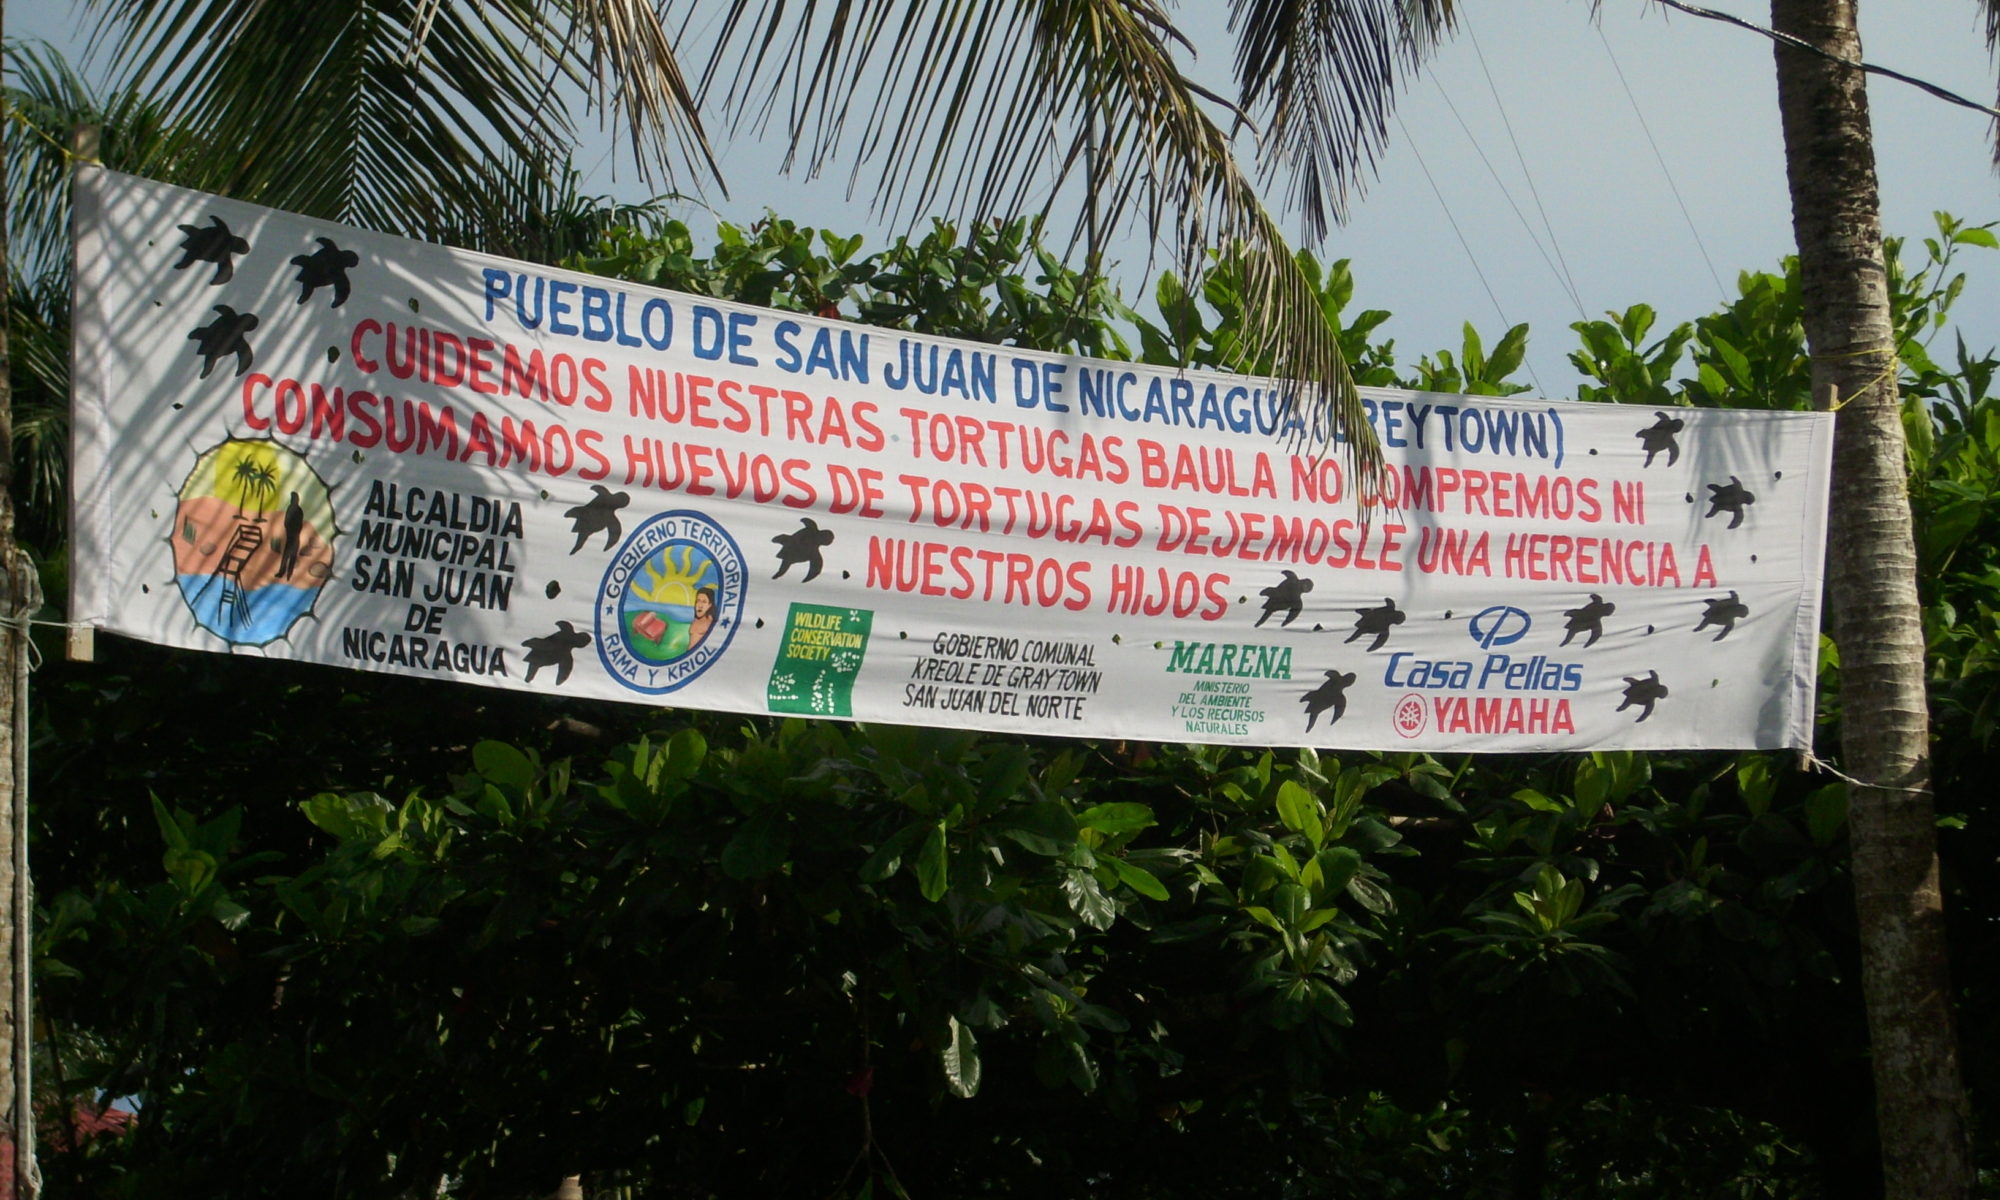 PUEBLO DE SAN JUAN DE NICARAGUA (GREYTOWN)
CUIDEMOS NUESTRAS TORTUGAS BAULA NO COMPREMOS NI
CONSUMAMOS HUEVOS DE TORTUGAS DEJEMOSLE UNA HERENCIA A
NUESTROS HIJOS
ALCALDIA
MUNICIPAL
SAN JUAN
DE
NICARAGUA
GOBIERNO TERRITORIAL
RAMA Y KRIOL
WILDLIFE
CONSERVATION
SOCIETY
GOBIERNO COMUNAL
KREOLE DE GRAYTOWN
SAN JUAN DEL NORTE
MARENA
MINISTERIO
DEL AMBIENTE
Y LOS RECURSOS
NATURALES
Casa Pellas
YAMAHA